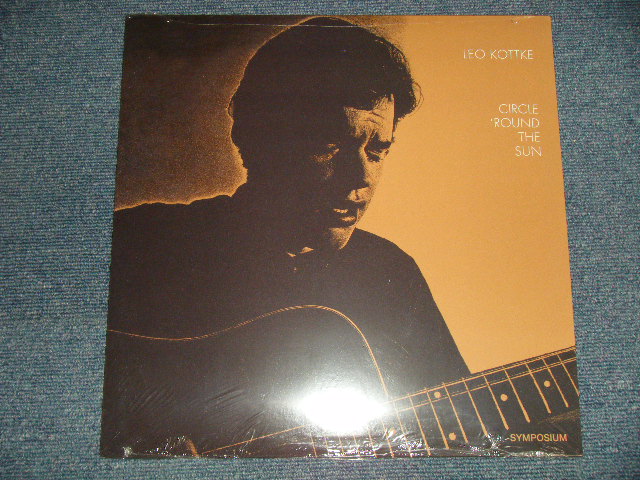 LEO KOTTKE
CIRCLE
'ROUND
THE
SUN
SYMPOSIUM